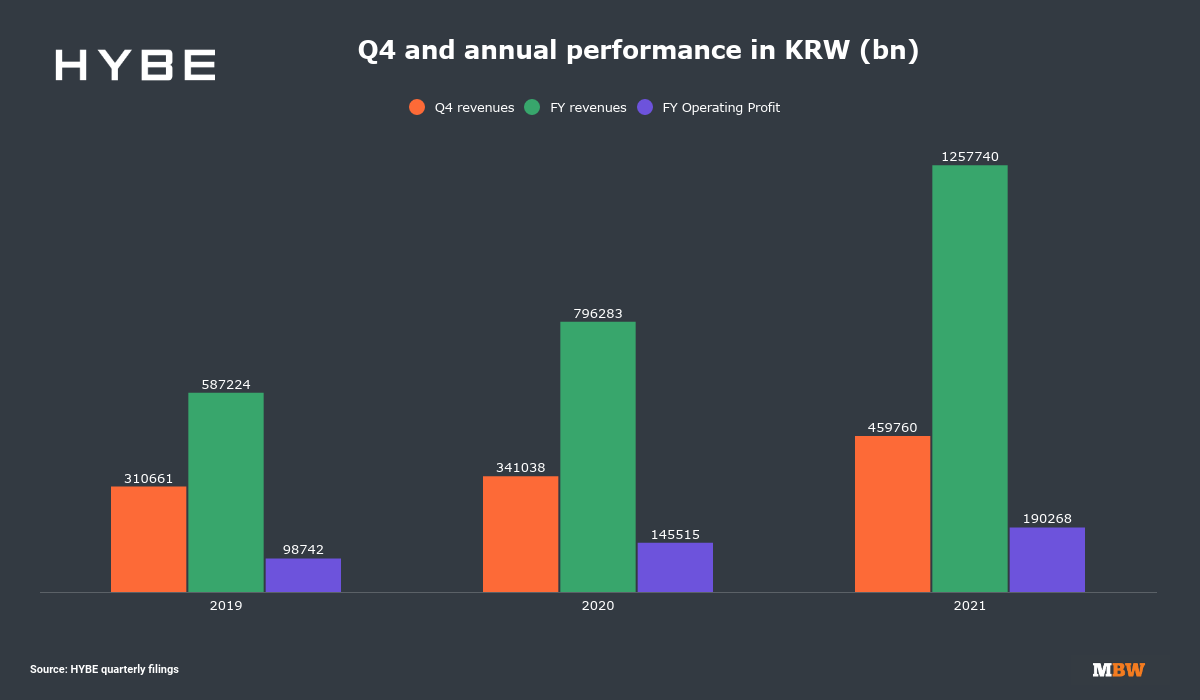 HYBE
Q4 and annual performance in KRW (bn)
Q4 revenues FY revenues FY Operating Profit
1257740
796283
587224
459760
341038
310661
190268
145515
98742
2019 2020 2021
Source: HYBE quarterly filings
MBW